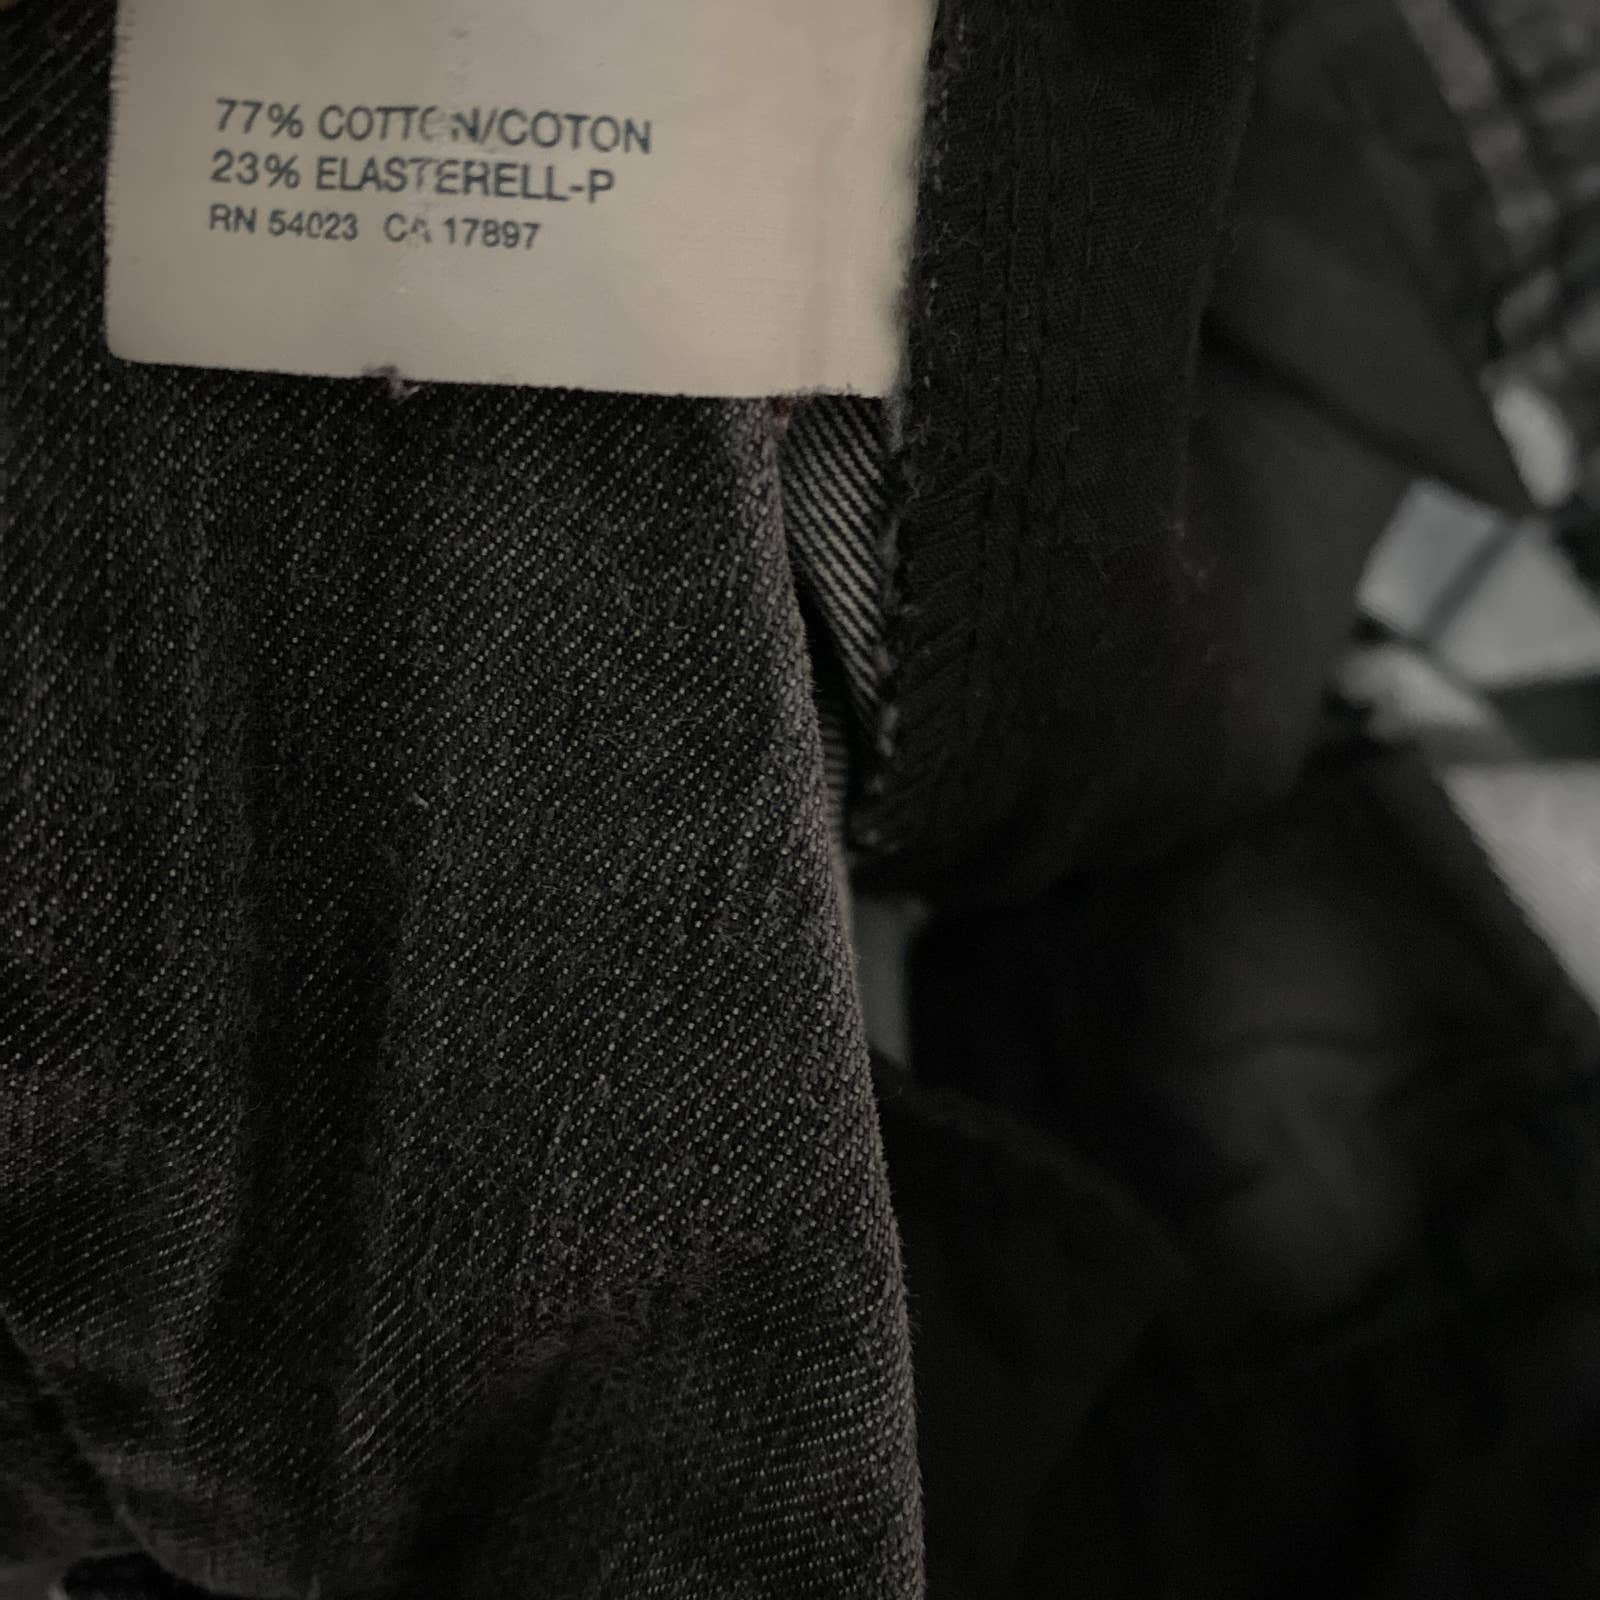 77% COTTON/COTON
23% ELASTERELL-P
RN 54023 CA 17897